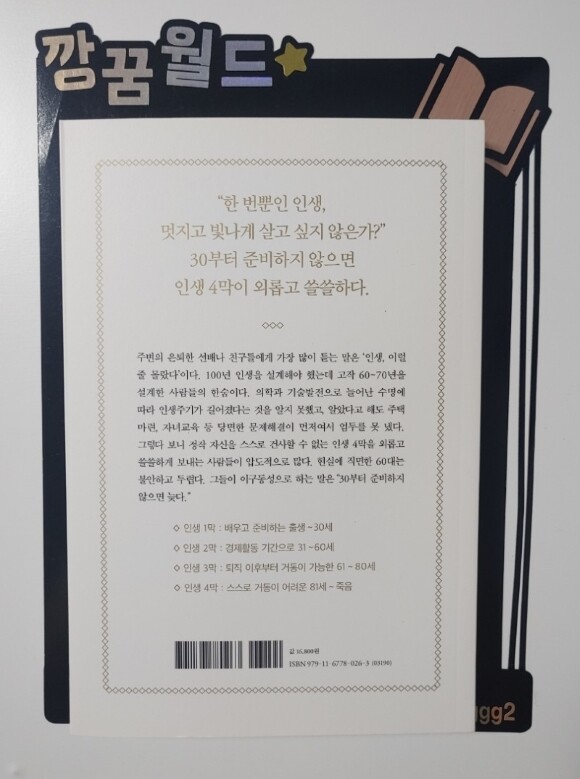 깡꿈월드
“한 번뿐인 인생,
멋지고 빛나게 살고 싶지 않은가?”
30부터 준비하지 않으면
인생 4막이 외롭고 쓸쓸하다.
주변의 은퇴한 선배나 친구들에게 가장 많이 듣는 말은 ‘인생, 이럴
줄 몰랐다’이다. 100년 인생을 설계해야 했는데 고작 60~70년을
설계한 사람들의 한숨이다. 의학과 기술발전으로 늘어난 수명에
따라 인생주기가 길어졌다는 것을 알지 못했고, 알았다고 해도 주택
마련, 자녀교육 등 당면한 문제해결이 먼저여서 엄두를 못 냈다.
그렇다 보니 정작 자신을 스스로 건사할 수 없는 인생 4막을 외롭고
쓸쓸하게 보내는 사람들이 압도적으로 많다. 현실에 직면한 60대는
불안하고 두렵다. 그들이 이구동성으로 하는 말은 “30부터 준비하지
않으면 늦다.”
◇ 인생 1막 : 배우고 준비하는 출생~30세
◇ 인생 2막 : 경제활동 기간으로 31~60세
◇ 인생 3막 : 퇴직 이후부터 거동이 가능한 61~80세
◇ 인생 4막 : 스스로 거동이 어려운 81세~죽음
값 15,800원
ISBN 979-11-6778-026-3 (03190)
ggg2